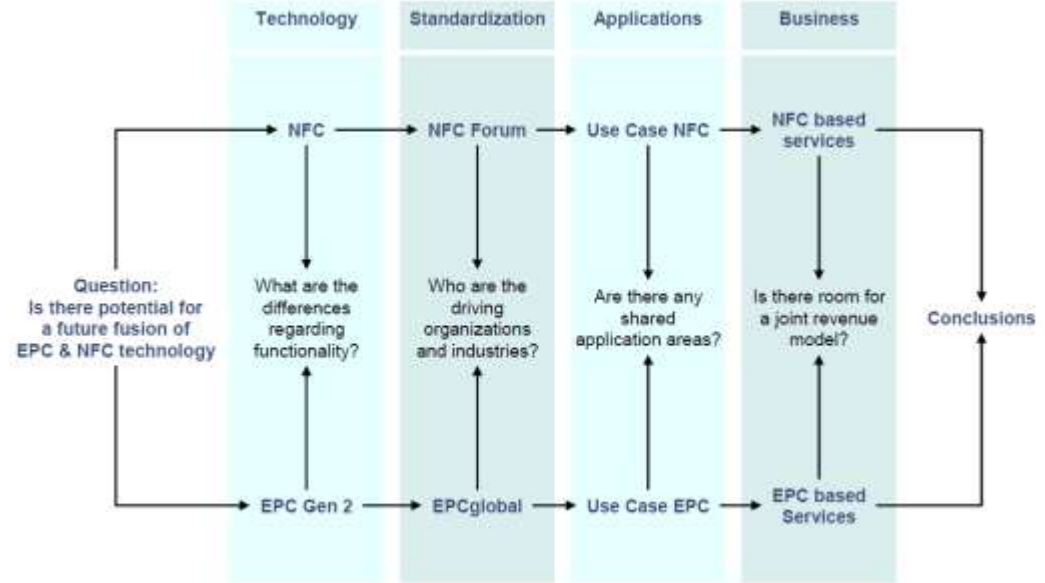 Technology
Standardization
Applications
Business
NFC
NFC Forum
Use Case NFC
NFC based
services
Question:
Is there potential for
a future fusion of
EPC & NFC technology
What are the
differences
regarding
functionality?
Who are the
driving
organizations
and industries?
Are there any
shared
application areas?
Is there room for
a joint revenue
model?
Conclusions
EPC Gen 2
EPCglobal
Use Case EPC
EPC based
Services